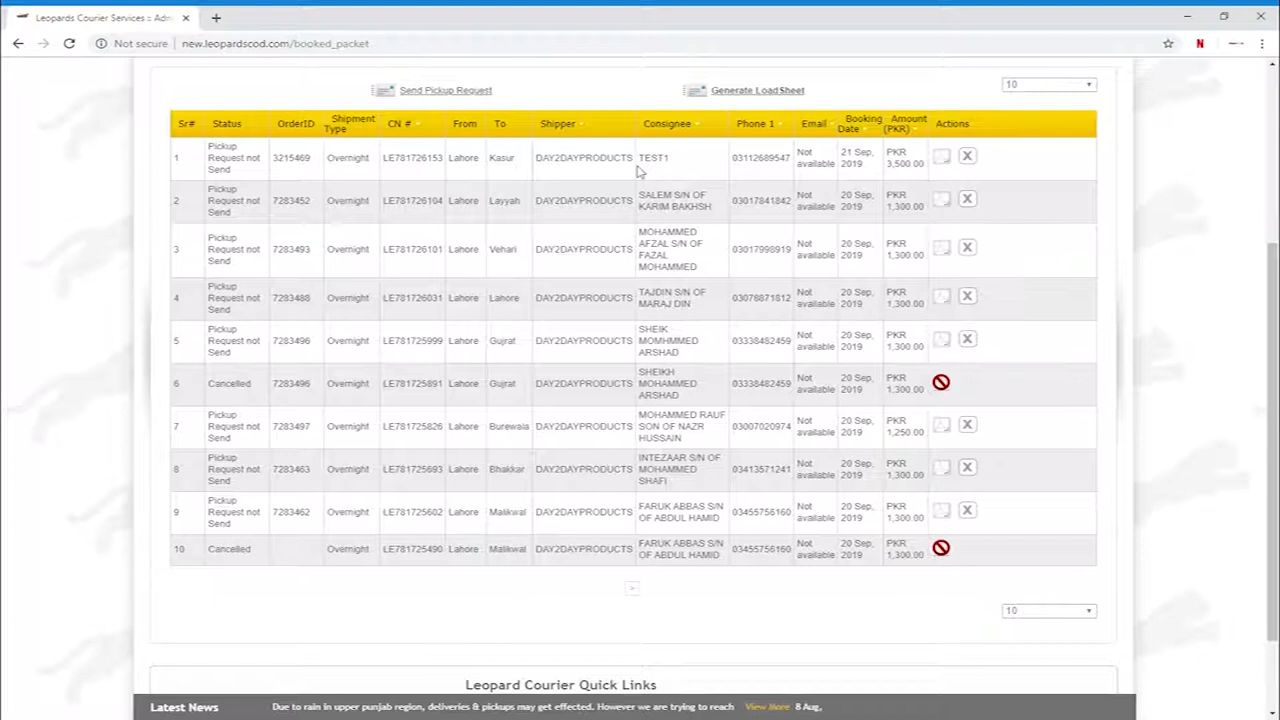 Leopards Courier Services :: Adm
Not secure | new.leopardscod.com/booked_packet
Send Pickup Request Generate LoadSheet 10
Sr# Status OrderID Shipment Type CN # From To Shipper Consignee Phone 1 Email Booking Date Amount (PKR) Actions
1 Pickup Request not Send 3215469 Overnight LE781726153 Lahore Kasur DAY2DAYPRODUCTS TEST1 03112689547 Not available 21 Sep, 2019 PKR 3,500.00
2 Pickup Request not Send 7283452 Overnight LE781726104 Lahore Layyah DAY2DAYPRODUCTS SALEM S/N OF KARIM BAKHSH 03017841842 Not available 20 Sep, 2019 PKR 1,300.00
3 Pickup Request not Send 7283493 Overnight LE781726101 Lahore Vehari DAY2DAYPRODUCTS MOHAMMED AFZAL S/N OF FAZAL MOHAMMED 03017998919 Not available 20 Sep, 2019 PKR 1,300.00
4 Pickup Request not Send 7283488 Overnight LE781726031 Lahore Lahore DAY2DAYPRODUCTS TAJDIN S/N OF MARAJ DIN 03078871812 Not available 20 Sep, 2019 PKR 1,300.00
5 Pickup Request not Send 7283496 Overnight LE781725999 Lahore Gujrat DAY2DAYPRODUCTS SHEIK MOMHMMED ARSHAD 03338482459 Not available 20 Sep, 2019 PKR 1,300.00
6 Cancelled 7283496 Overnight LE781725891 Lahore Gujrat DAY2DAYPRODUCTS SHEIKH MOHAMMED ARSHAD 03338482459 Not available 20 Sep, 2019 PKR 1,300.00
7 Pickup Request not Send 7283497 Overnight LE781725826 Lahore Burewala DAY2DAYPRODUCTS MOHAMMED RAUF SON OF NAZR HUSSAIN 03007020974 Not available 20 Sep, 2019 PKR 1,250.00
8 Pickup Request not Send 7283463 Overnight LE781725693 Lahore Bhakkar DAY2DAYPRODUCTS INTEZAAR S/N OF MOHAMMED SHAFI 03413571241 Not available 20 Sep, 2019 PKR 1,300.00
9 Pickup Request not Send 7283462 Overnight LE781725602 Lahore Malikwal DAY2DAYPRODUCTS FARUK ABBAS S/N OF ABDUL HAMID 03455756160 Not available 20 Sep, 2019 PKR 1,300.00
10 Cancelled Overnight LE781725490 Lahore Malikwal DAY2DAYPRODUCTS FARUK ABBAS S/N OF ABDUL HAMID 03455756160 Not available 20 Sep, 2019 PKR 1,300.00
>
10
Leopard Courier Quick Links
Latest News Due to rain in upper punjab region, deliveries & pickups may get effected. However we are trying to reach View More 8 Aug,